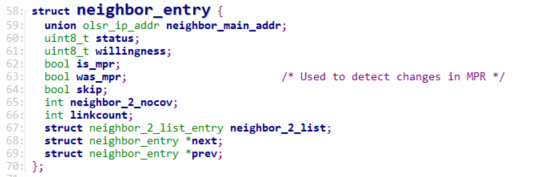 58: struct neighbor_entry {
59: union olsr_ip_addr neighbor_main_addr;
60: uint8_t status;
61: uint8_t willingness;
62: bool is_mpr;
63: bool was_mpr; /* Used to detect changes in MPR */
64: bool skip;
65: int neighbor_2_nocov;
66: int linkcount;
67: struct neighbor_2_list_entry neighbor_2_list;
68: struct neighbor_entry *next;
69: struct neighbor_entry *prev;
70: };